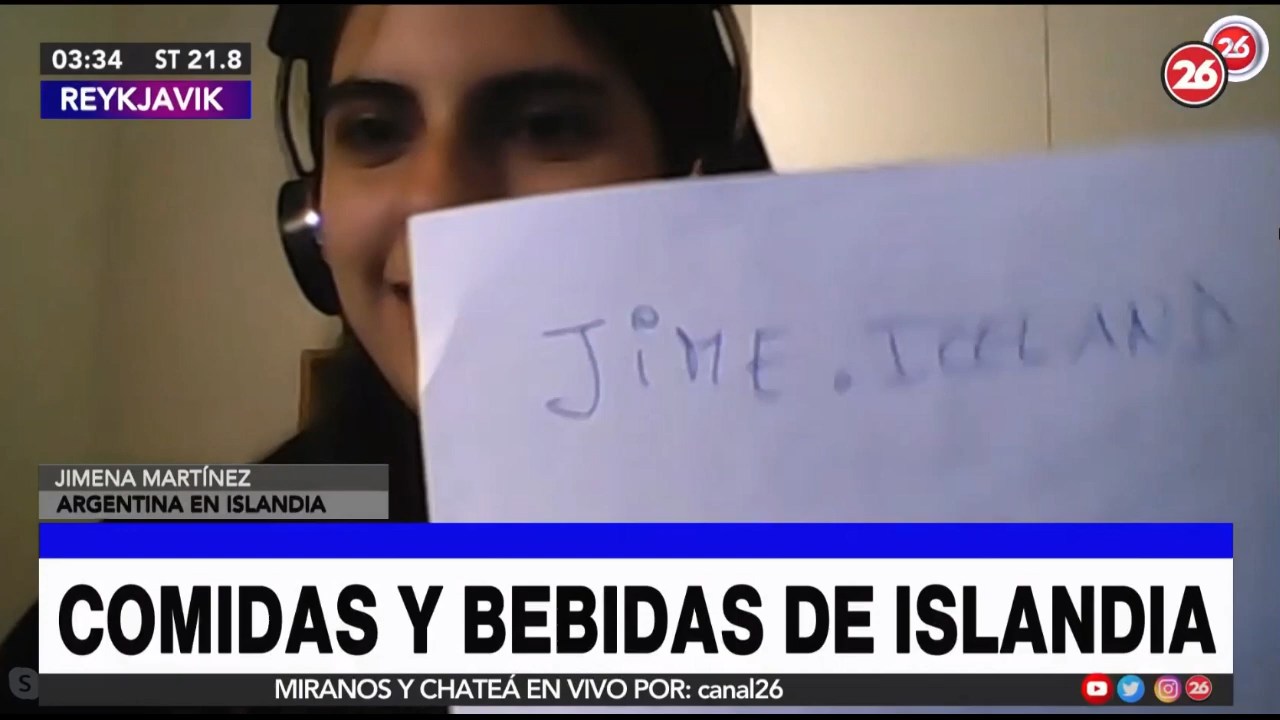 03:34 ST 21.8
REYKJAVIK
26
26
JiME.ICELAND
JIMENA MARTÍNEZ
ARGENTINA EN ISLANDIA
COMIDAS Y BEBIDAS DE ISLANDIA
S
MIRANOS Y CHATEÁ EN VIVO POR: canal26
26